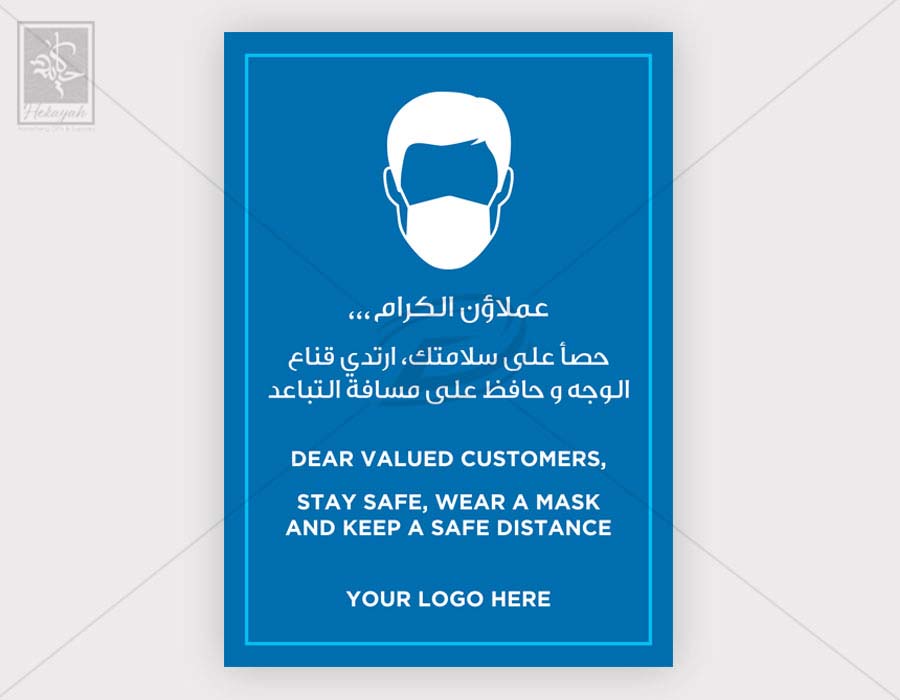 Hekayah
عملاؤن الكرام,,,
حصأ على سلامتك، ارتدي قناع
الوجه و حافظ على مسافة التباعد
DEAR VALUED CUSTOMERS,
STAY SAFE, WEAR A MASK
AND KEEP A SAFE DISTANCE
YOUR LOGO HERE